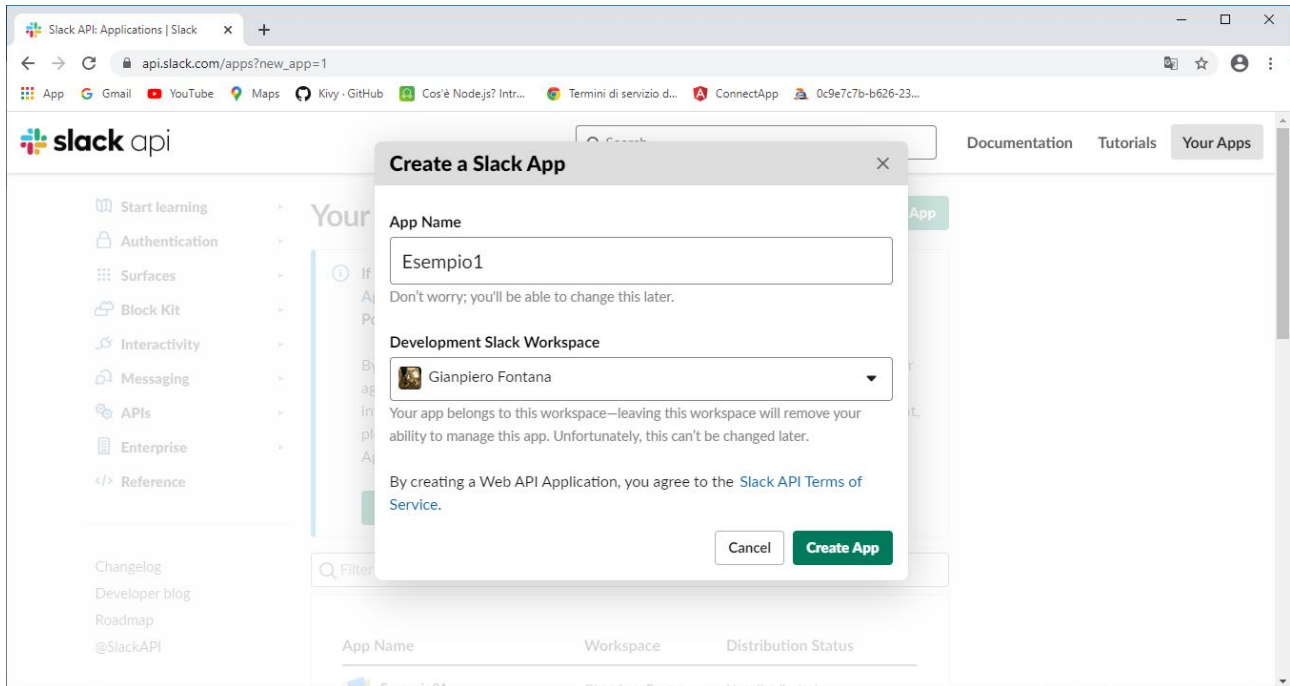 Slack API: Applications | Slack
api.slack.com/apps?new_app=1
App Gmail YouTube Maps Kivy · GitHub Cos'è Node.js? Intr... Termini di servizio d... ConnectApp 0c9e7c7b-b626-23...
slack api
Search
Documentation Tutorials Your Apps
Create a Slack App
Start learning
Your
App
App Name
Authentication
Esempio1
Surfaces
If
Don't worry; you'll be able to change this later.
Block Kit
Development Slack Workspace
Interactivity
By
Gianpiero Fontana
Messaging
APIs
Your app belongs to this workspace—leaving this workspace will remove your
ability to manage this app. Unfortunately, this can't be changed later.
Enterprise
Reference
By creating a Web API Application, you agree to the Slack API Terms of
Service.
Cancel Create App
Changelog
Filter
Developer blog
Roadmap
@SlackAPI
App Name Workspace Distribution Status